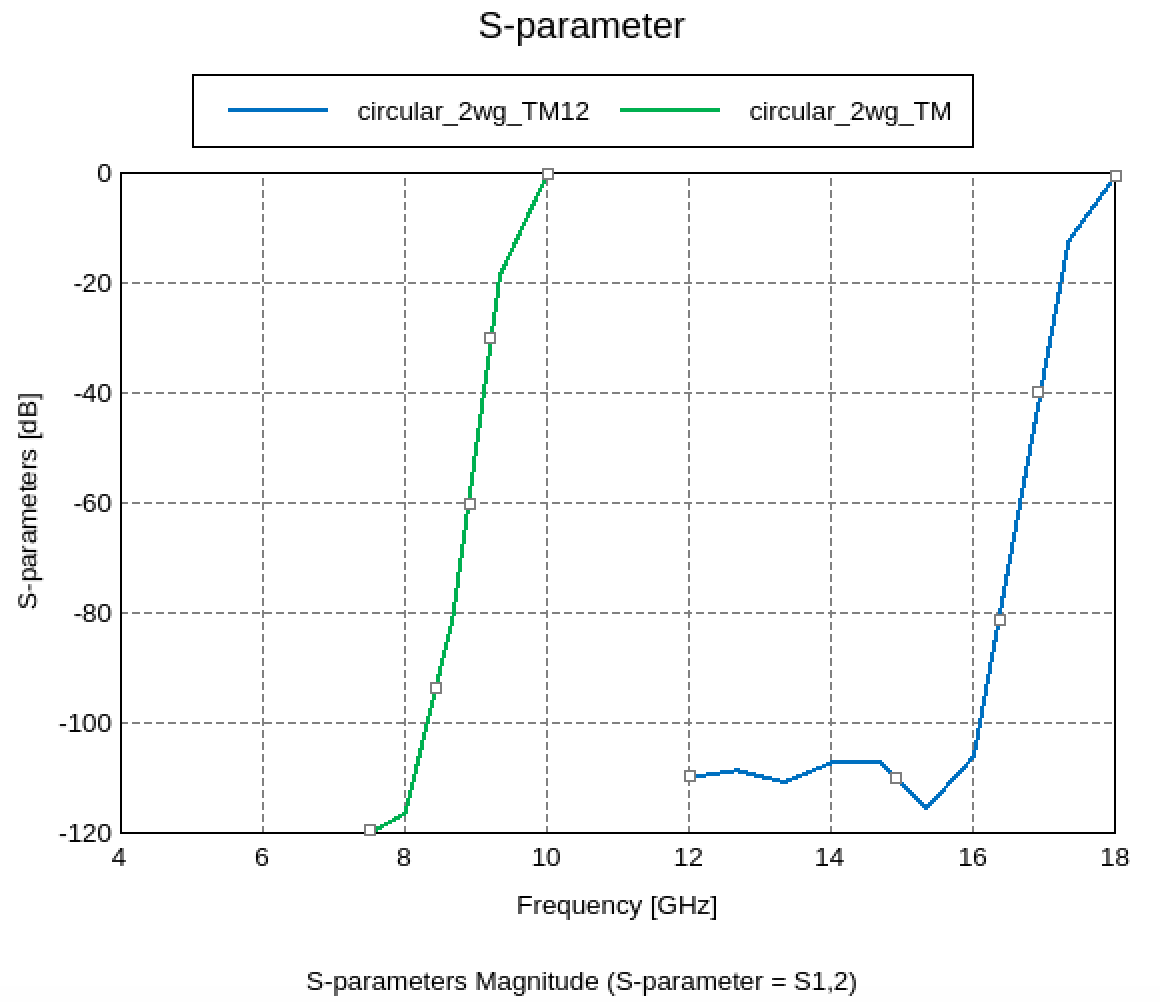 S-parameter
circular_2wg_TM12 circular_2wg_TM
0
-20
-40
-60
-80
-100
-120
S-parameters [dB]
4 6 8 10 12 14 16 18
Frequency [GHz]
S-parameters Magnitude (S-parameter = S1,2)